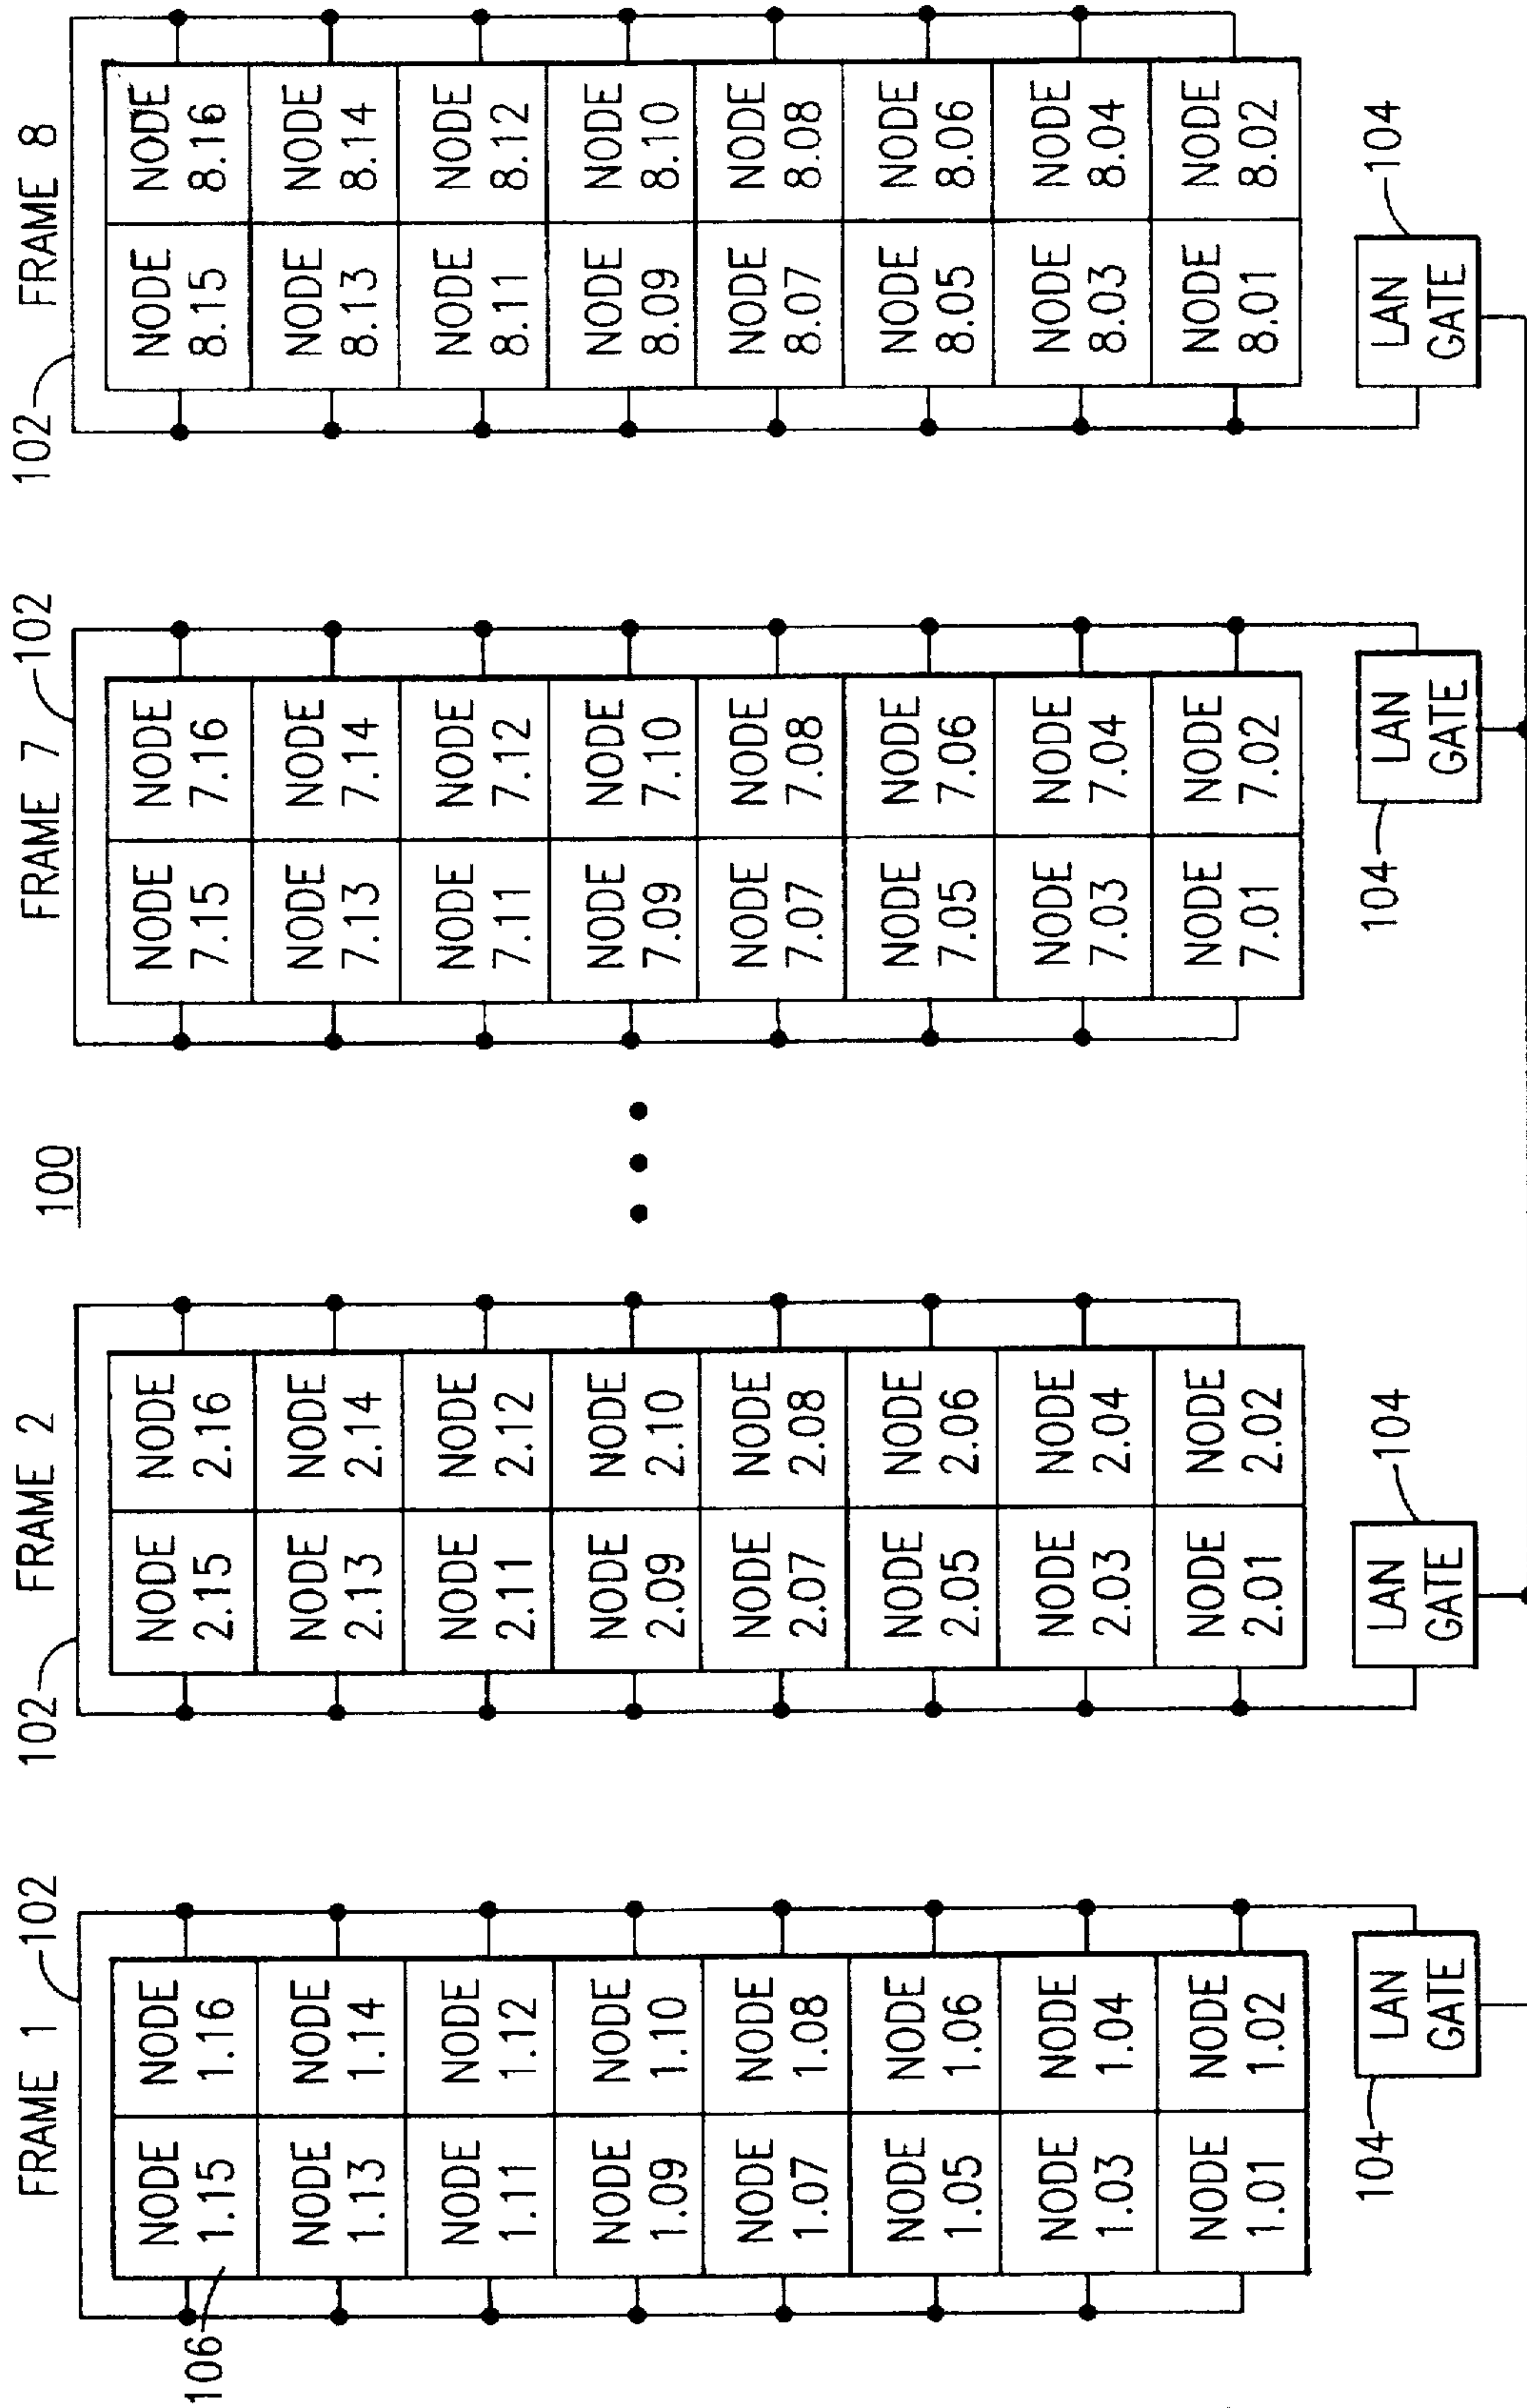 100
FRAME 1
102
NODE 1.15
NODE 1.16
NODE 1.13
NODE 1.14
NODE 1.11
NODE 1.12
NODE 1.09
NODE 1.10
NODE 1.07
NODE 1.08
NODE 1.05
NODE 1.06
NODE 1.03
NODE 1.04
NODE 1.01
NODE 1.02
106
104
LAN
GATE
102
FRAME 2
NODE 2.15
NODE 2.16
NODE 2.13
NODE 2.14
NODE 2.11
NODE 2.12
NODE 2.09
NODE 2.10
NODE 2.07
NODE 2.08
NODE 2.05
NODE 2.06
NODE 2.03
NODE 2.04
NODE 2.01
NODE 2.02
LAN
GATE
104
FRAME 7
102
NODE 7.15
NODE 7.16
NODE 7.13
NODE 7.14
NODE 7.11
NODE 7.12
NODE 7.09
NODE 7.10
NODE 7.07
NODE 7.08
NODE 7.05
NODE 7.06
NODE 7.03
NODE 7.04
NODE 7.01
NODE 7.02
104
LAN
GATE
102
FRAME 8
NODE 8.15
NODE 8.16
NODE 8.13
NODE 8.14
NODE 8.11
NODE 8.12
NODE 8.09
NODE 8.10
NODE 8.07
NODE 8.08
NODE 8.05
NODE 8.06
NODE 8.03
NODE 8.04
NODE 8.01
NODE 8.02
LAN
GATE
104